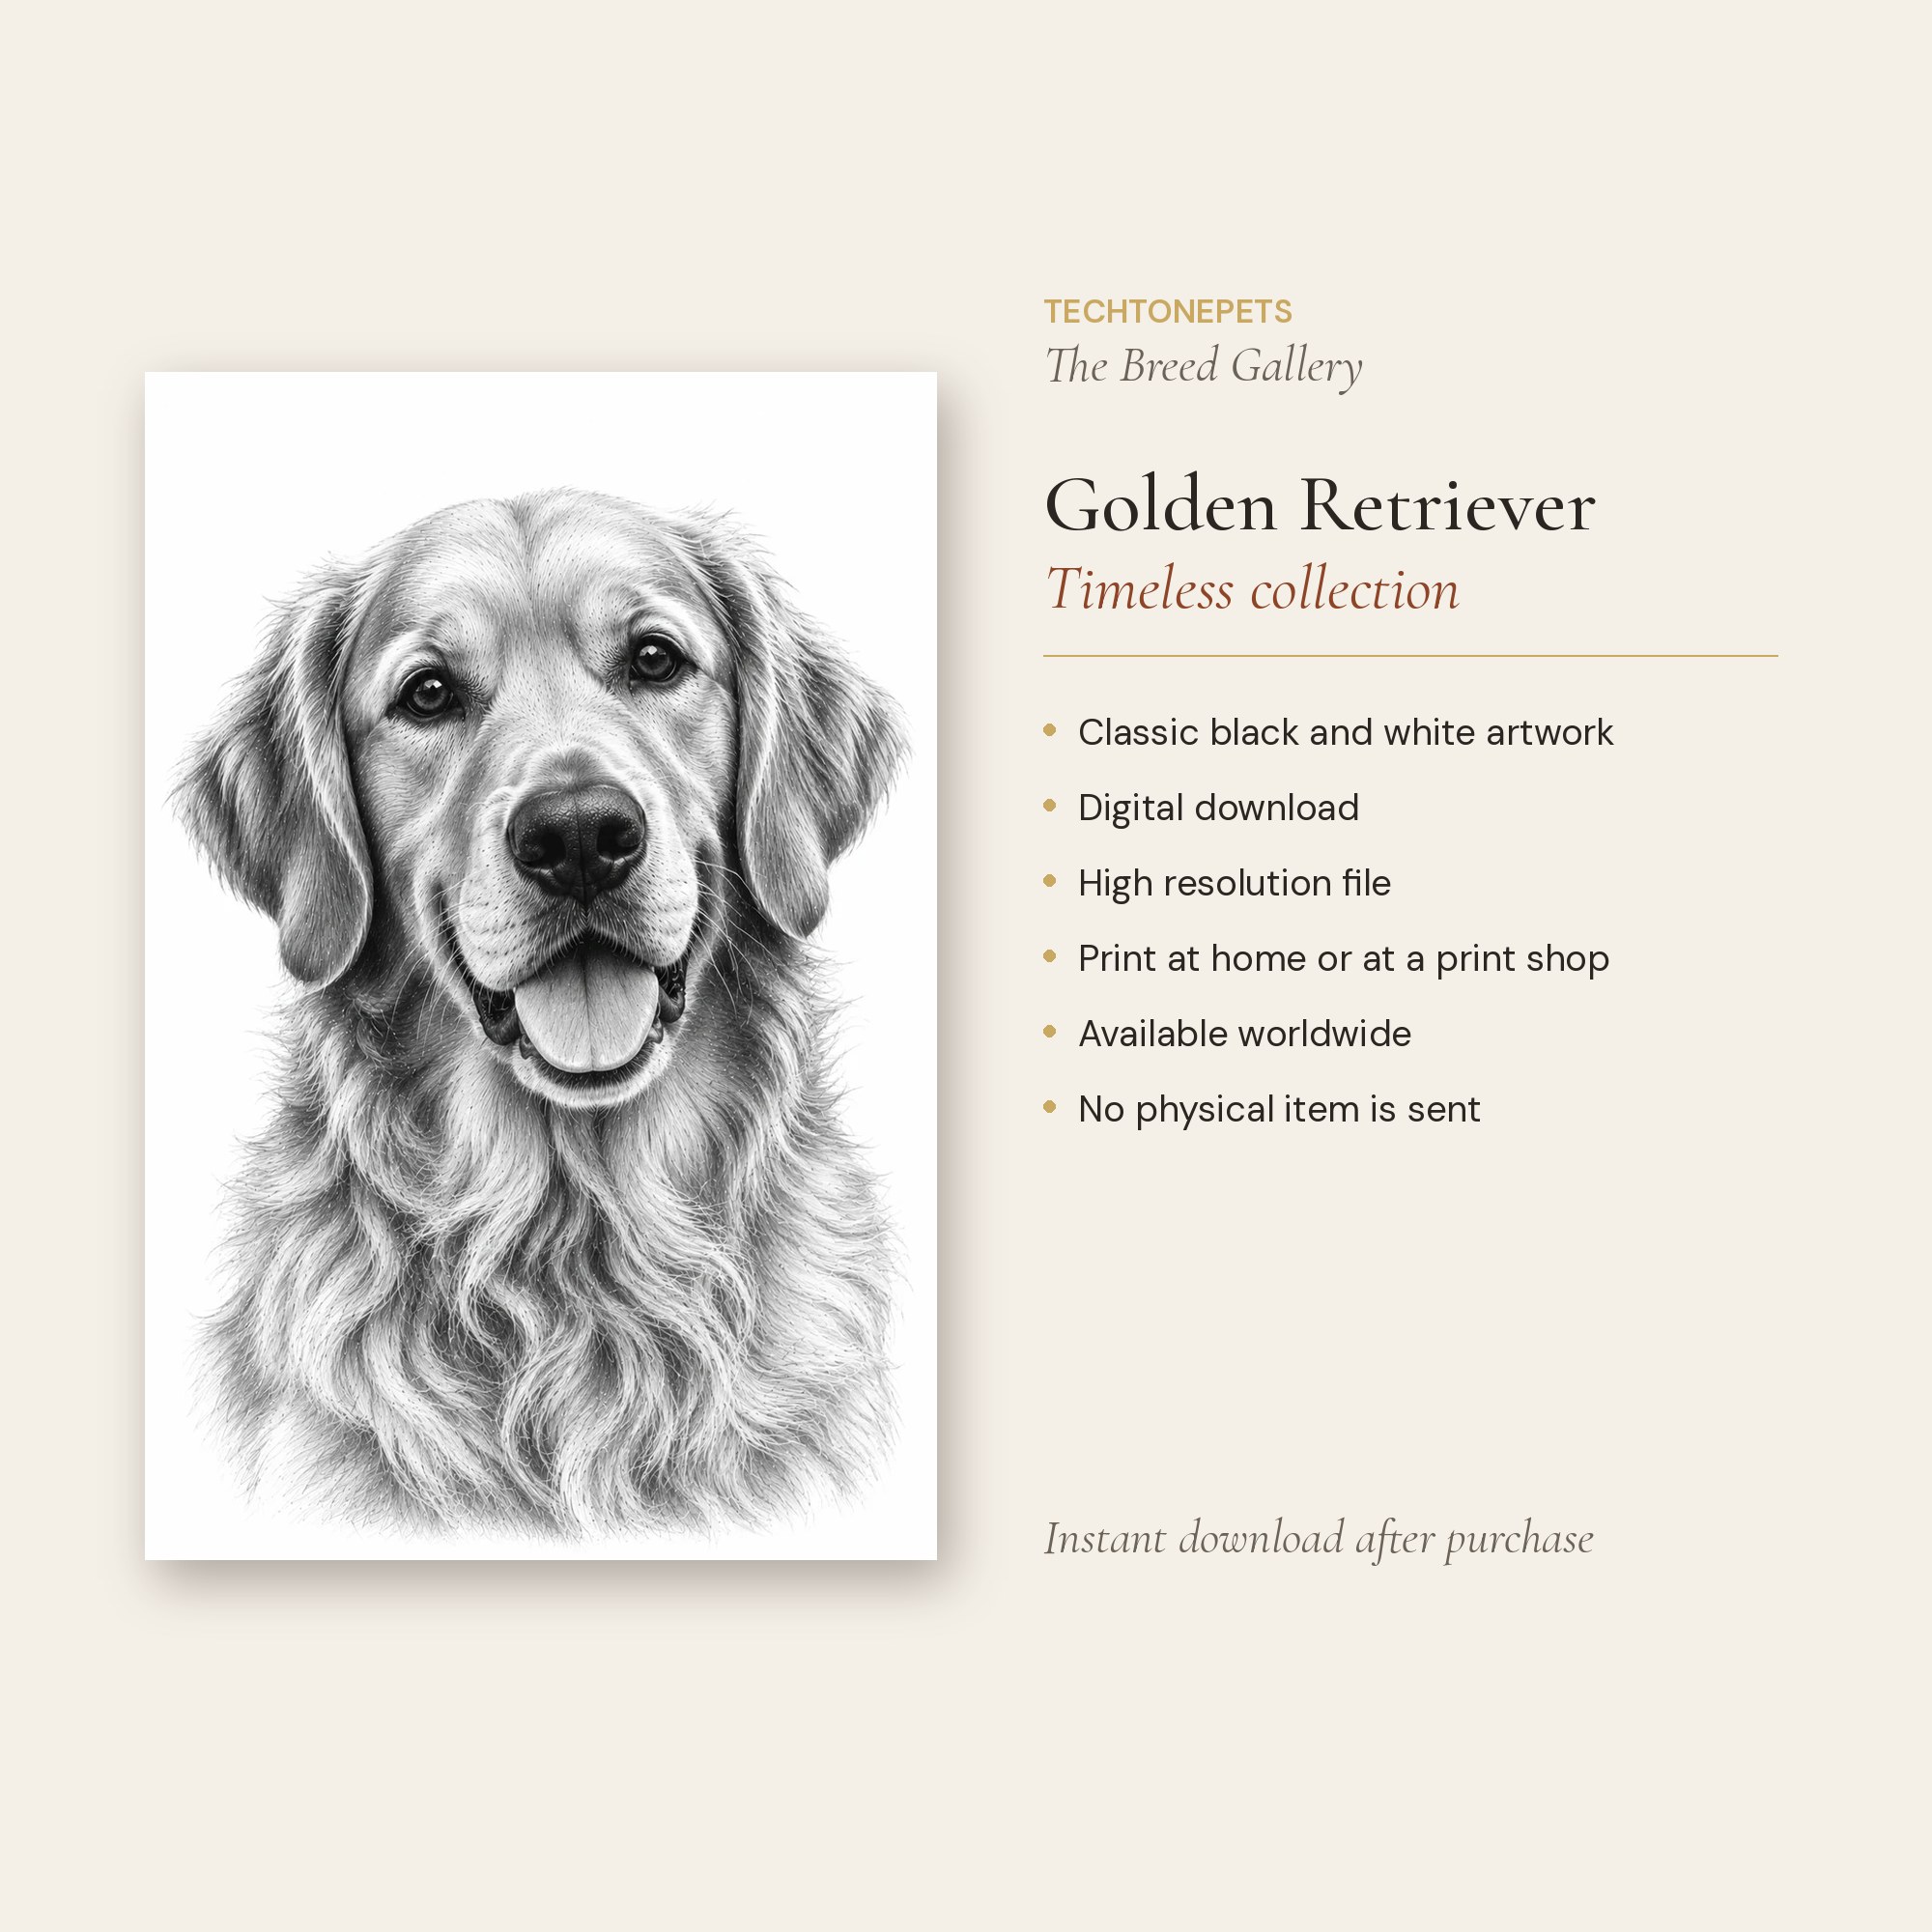 TECHTONEPETS
The Breed Gallery
Golden Retriever
Timeless collection
Classic black and white artwork
Digital download
High resolution file
Print at home or at a print shop
Available worldwide
No physical item is sent
Instant download after purchase